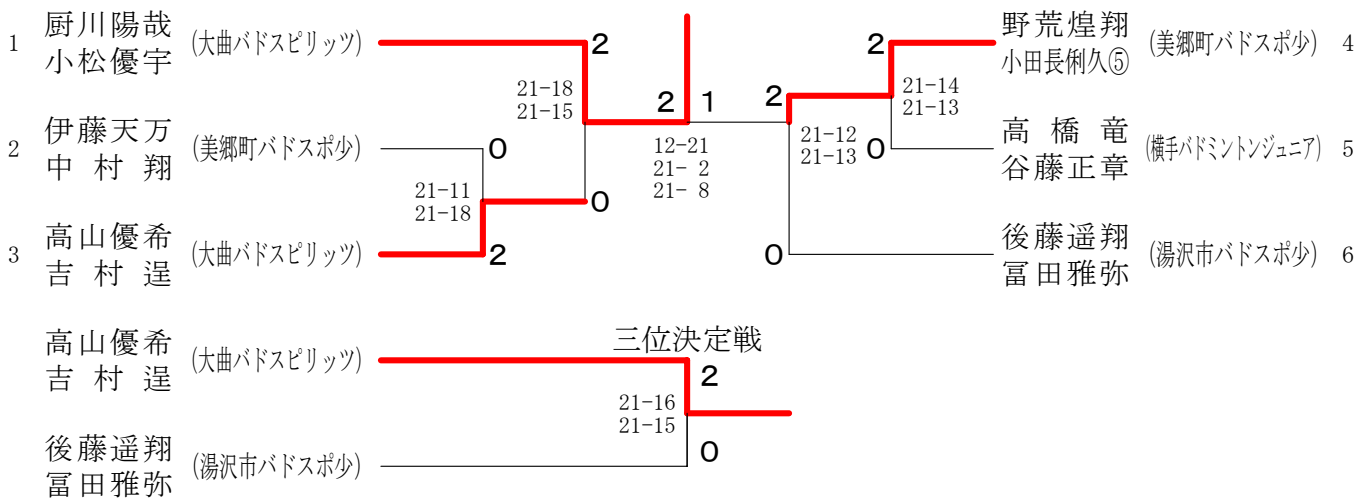 1 厨川陽哉 小松優宇 (大曲バドスピリッツ)
2 伊藤天万 中村翔 (美郷町バドスポ少)
3 高山優希 吉村逞 (大曲バドスピリッツ)
2
21-18
21-15
0
21-11
21-18
2
0
2 1
12-21
21- 2
21- 8
2
21-12
21-13
0
2
21-14
21-13
0
野荒煌翔 小田長俐久⑤ (美郷町バドスポ少) 4
高橋竜 谷藤正章 (横手バドミントンジュニア) 5
後藤遥翔 冨田雅弥 (湯沢市バドスポ少) 6
三位決定戦
高山優希 吉村逞 (大曲バドスピリッツ)
2
21-16
21-15
0
後藤遥翔 冨田雅弥 (湯沢市バドスポ少)